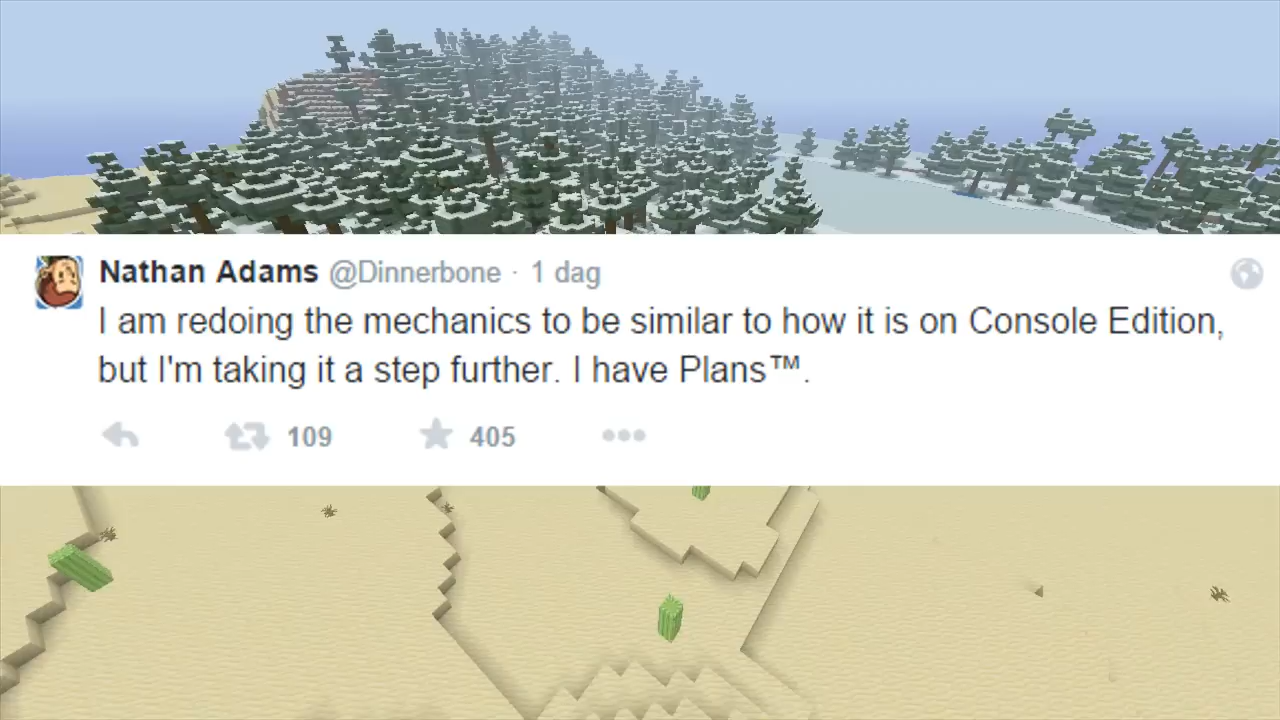 Nathan Adams @Dinnerbone · 1 dag
I am redoing the mechanics to be similar to how it is on Console Edition,
but I'm taking it a step further. I have Plans™.
109 405